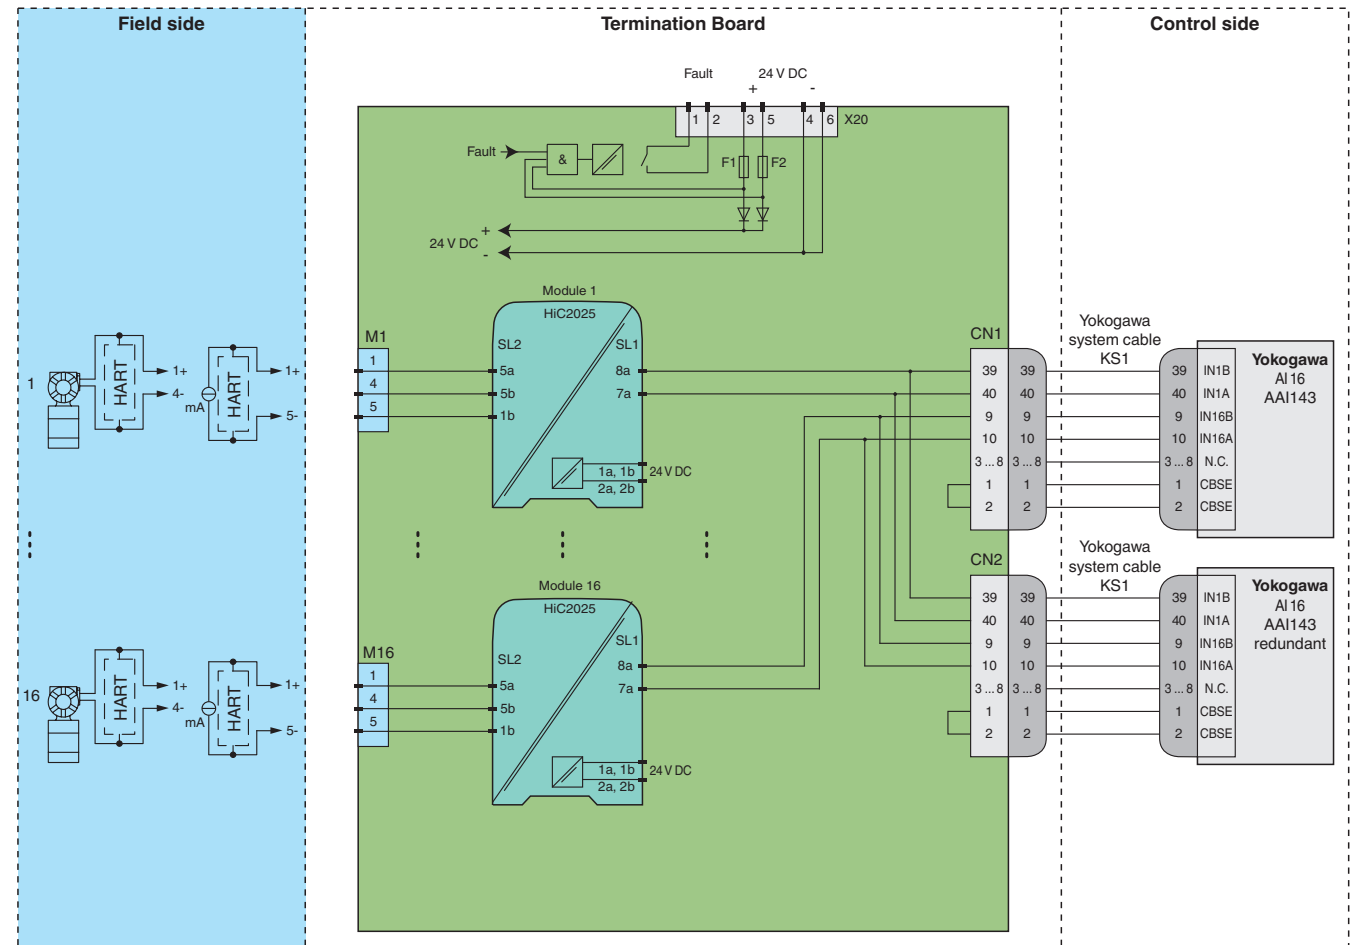 Field side
Termination Board
Control side
Fault 24 V DC
+ -
1 2 3 5 4 6 X20
Fault & F1 F2
+
24 V DC
-
Module 1
HiC2025
SL2 SL1
5a 8a
5b 7a
1b
1a, 1b 24 V DC
2a, 2b
M1
1
4
5
1 HART 1+
4-
mA HART 1+
5-
CN1
39 39
40 40
9 9
10 10
3 ... 8 3 ... 8
1 1
2 2
Yokogawa
system cable
KS1
39 IN1B
40 IN1A
9 IN16B
10 IN16A
3 ... 8 N.C.
1 CBSE
2 CBSE
Yokogawa
AI 16
AAI143
Module 16
HiC2025
SL2 SL1
5a 8a
5b 7a
1b
1a, 1b 24 V DC
2a, 2b
M16
1
4
5
16 HART 1+
4-
mA HART 1+
5-
CN2
39 39
40 40
9 9
10 10
3 ... 8 3 ... 8
1 1
2 2
Yokogawa
system cable
KS1
39 IN1B
40 IN1A
9 IN16B
10 IN16A
3 ... 8 N.C.
1 CBSE
2 CBSE
Yokogawa
AI 16
AAI143
redundant